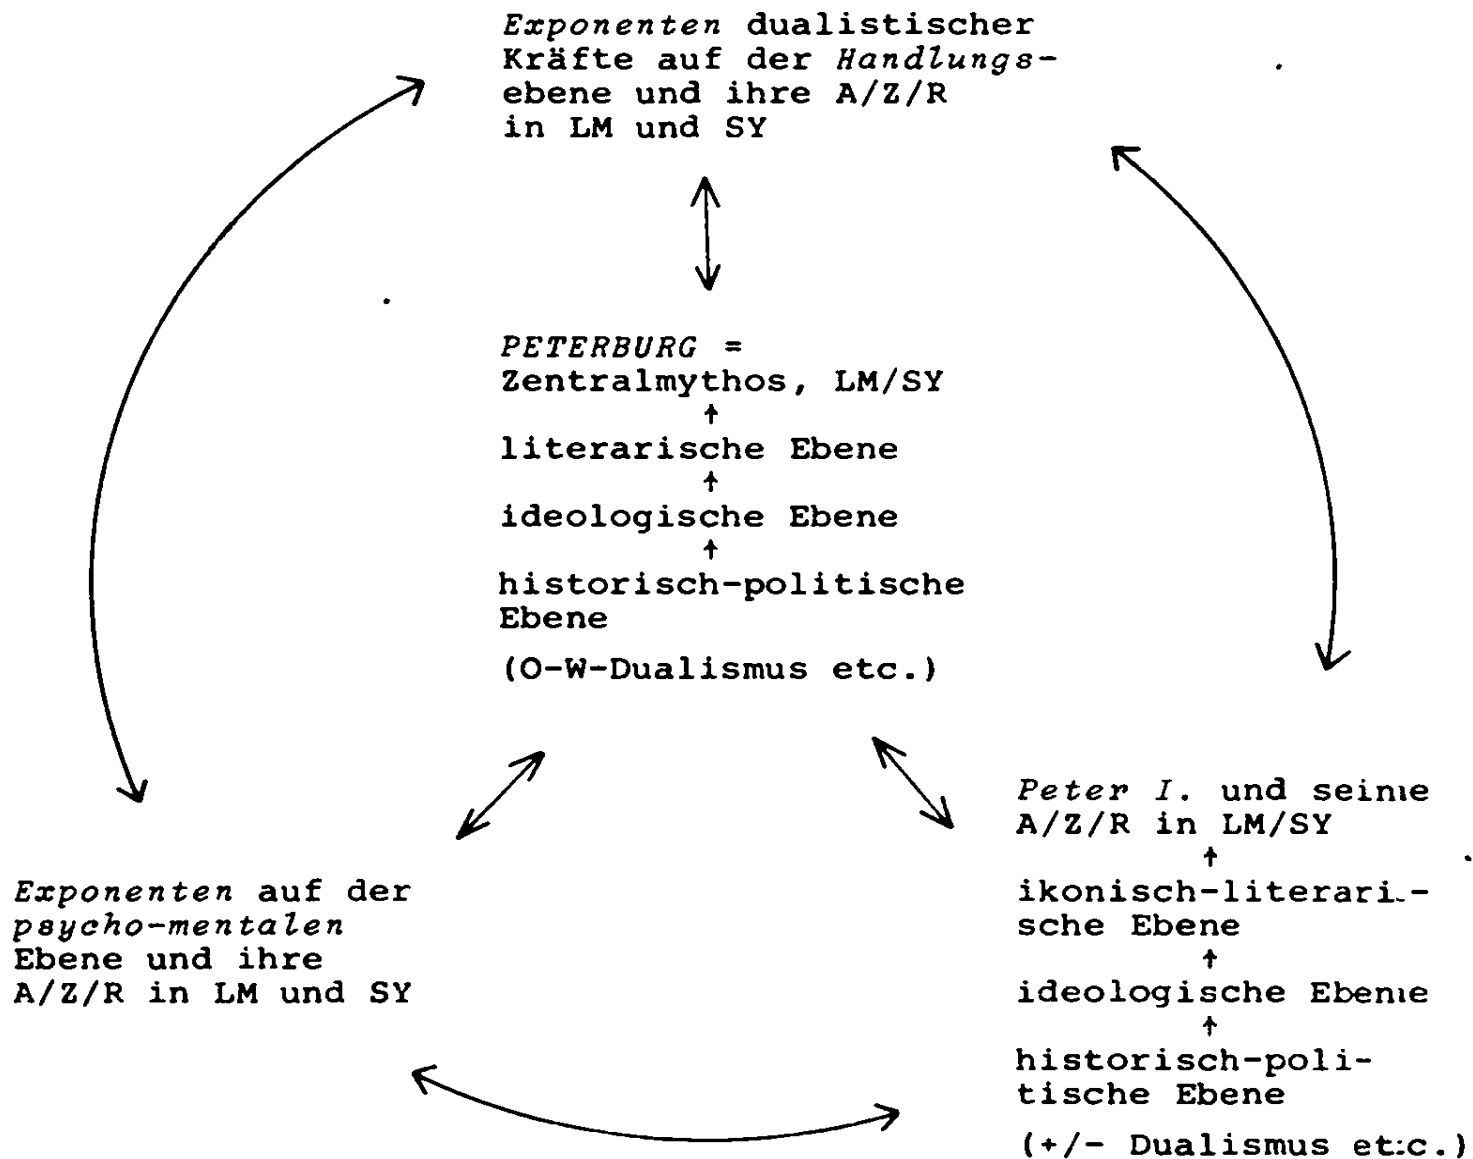 Exponenten dualistischer
Kräfte auf der Handlungs-
ebene und ihre A/Z/R
in LM und SY
PETERBURG =
Zentralmythos, LM/SY
↑
literarische Ebene
↑
ideologische Ebene
↑
historisch-politische
Ebene
(O-W-Dualismus etc.)
Exponenten auf der
psycho-mentalen
Ebene und ihre
A/Z/R in LM und SY
Peter I. und seine
A/Z/R in LM/SY
↑
ikonisch-literari-
sche Ebene
↑
ideologische Ebene
↑
historisch-poli-
tische Ebene
(+/- Dualismus etc.)